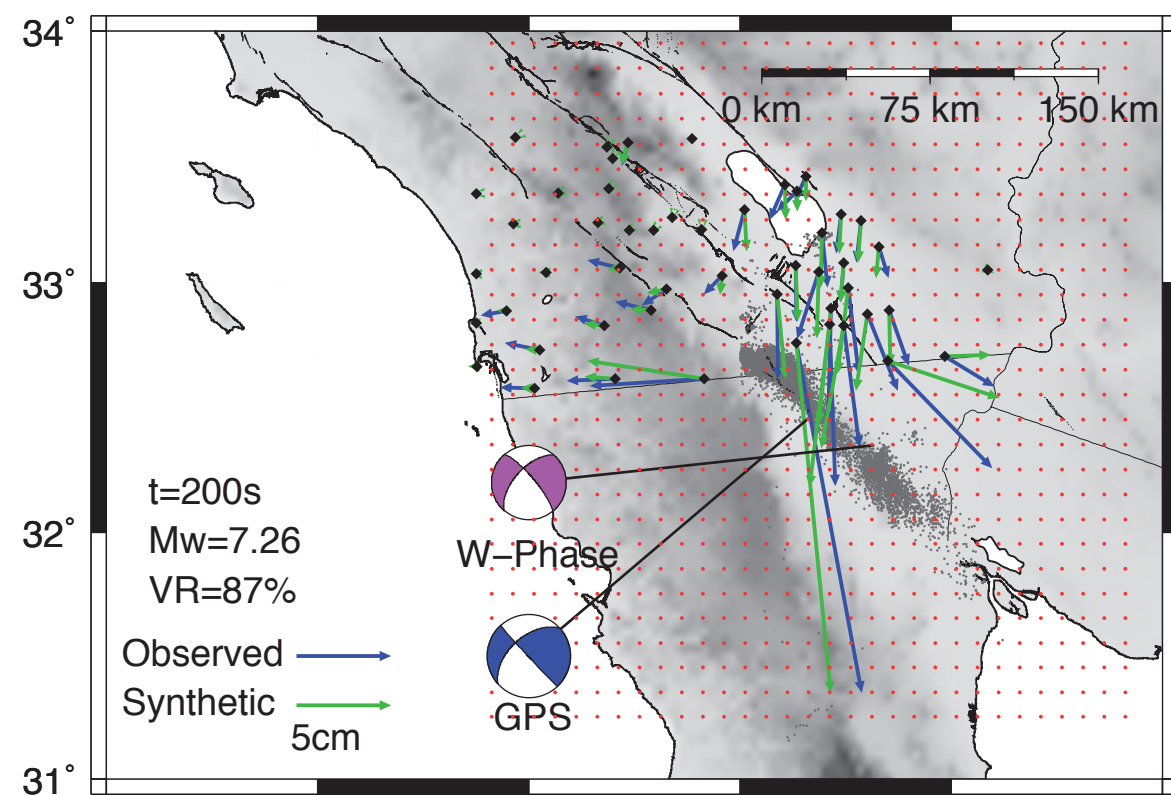 34°
0 km 75 km 150 km
33°
t=200s
32°
Mw=7.26
W–Phase
VR=87%
Observed
Synthetic
GPS
5cm
31°